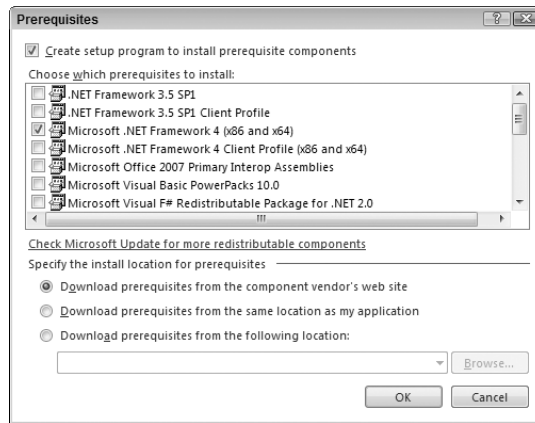 Prerequisites
Create setup program to install prerequisite components
Choose which prerequisites to install:
.NET Framework 3.5 SP1
.NET Framework 3.5 SP1 Client Profile
Microsoft .NET Framework 4 (x86 and x64)
Microsoft .NET Framework 4 Client Profile (x86 and x64)
Microsoft Office 2007 Primary Interop Assemblies
Microsoft Visual Basic PowerPacks 10.0
Microsoft Visual F# Redistributable Package for .NET 2.0
Check Microsoft Update for more redistributable components
Specify the install location for prerequisites
Download prerequisites from the component vendor's web site
Download prerequisites from the same location as my application
Download prerequisites from the following location:
Browse...
OK Cancel